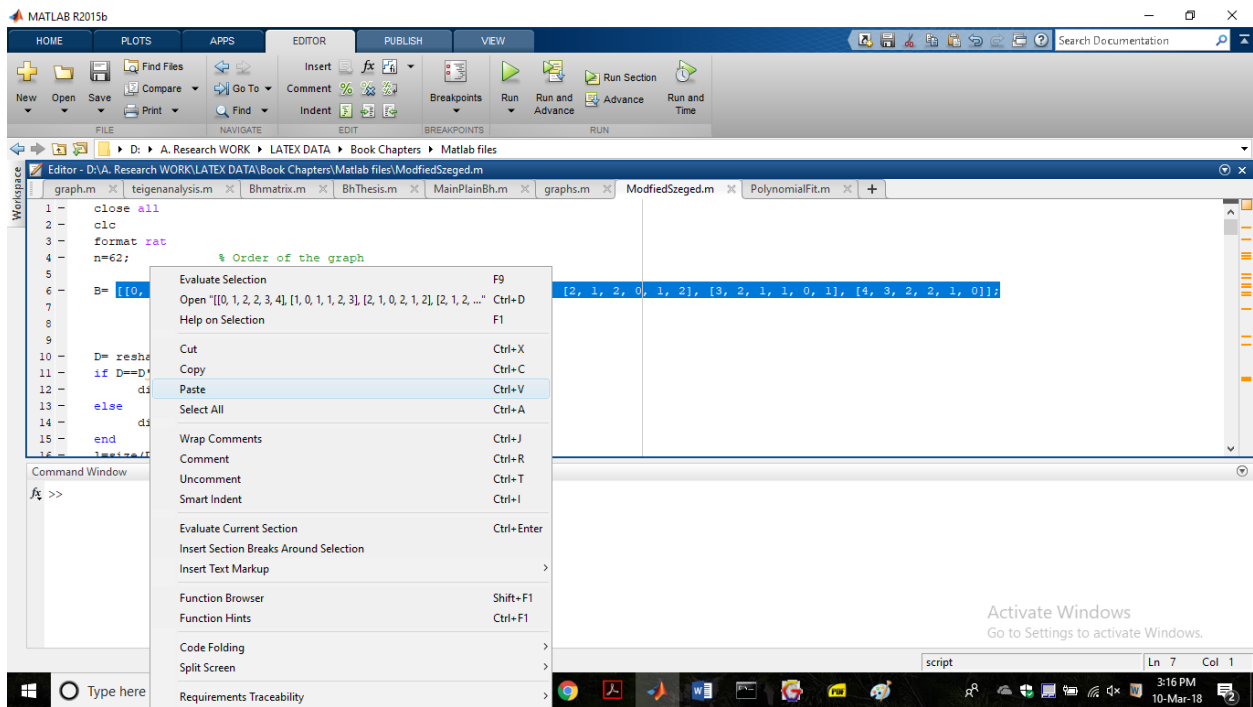 MATLAB R2015b
HOME PLOTS APPS EDITOR PUBLISH VIEW
Search Documentation
Find Files Insert fx
New Open Save Compare Go To Comment Breakpoints Run Run and Advance Run Section Advance Run and Time
Print Find Indent
FILE NAVIGATE EDIT BREAKPOINTS RUN
D: A. Research WORK LATEX DATA Book Chapters Matlab files
Workspace
Editor - D:\A. Research WORK\LATEX DATA\Book Chapters\Matlab files\ModfiedSzeged.m
graph.m teigenanalysis.m Bhmatrix.m BhThesis.m MainPlainBh.m graphs.m ModfiedSzeged.m PolynomialFit.m +
1 – close all
2 – clc
3 – format rat
4 – n=62; % Order of the graph
5
6 – B= [[0, [2, 1, 2, 0, 1, 2], [3, 2, 1, 1, 0, 1], [4, 3, 2, 2, 1, 0]];
7
8
9
10 – D= resha
11 – if D==D'
12 – di
13 – else
14 – di
15 – end
16 –
Evaluate Selection F9
Open "[[0, 1, 2, 2, 3, 4], [1, 0, 1, 1, 2, 3], [2, 1, 0, 2, 1, 2], [2, 1, 2, ..." Ctrl+D
Help on Selection F1
Cut Ctrl+X
Copy Ctrl+C
Paste Ctrl+V
Select All Ctrl+A
Wrap Comments Ctrl+J
Comment Ctrl+R
Uncomment Ctrl+T
Smart Indent Ctrl+I
Evaluate Current Section Ctrl+Enter
Insert Section Breaks Around Selection
Insert Text Markup
Function Browser Shift+F1
Function Hints Ctrl+F1
Code Folding
Split Screen
Requirements Traceability
Command Window
fx >>
Activate Windows
Go to Settings to activate Windows.
script Ln 7 Col 1
Type here
3:16 PM
10-Mar-18